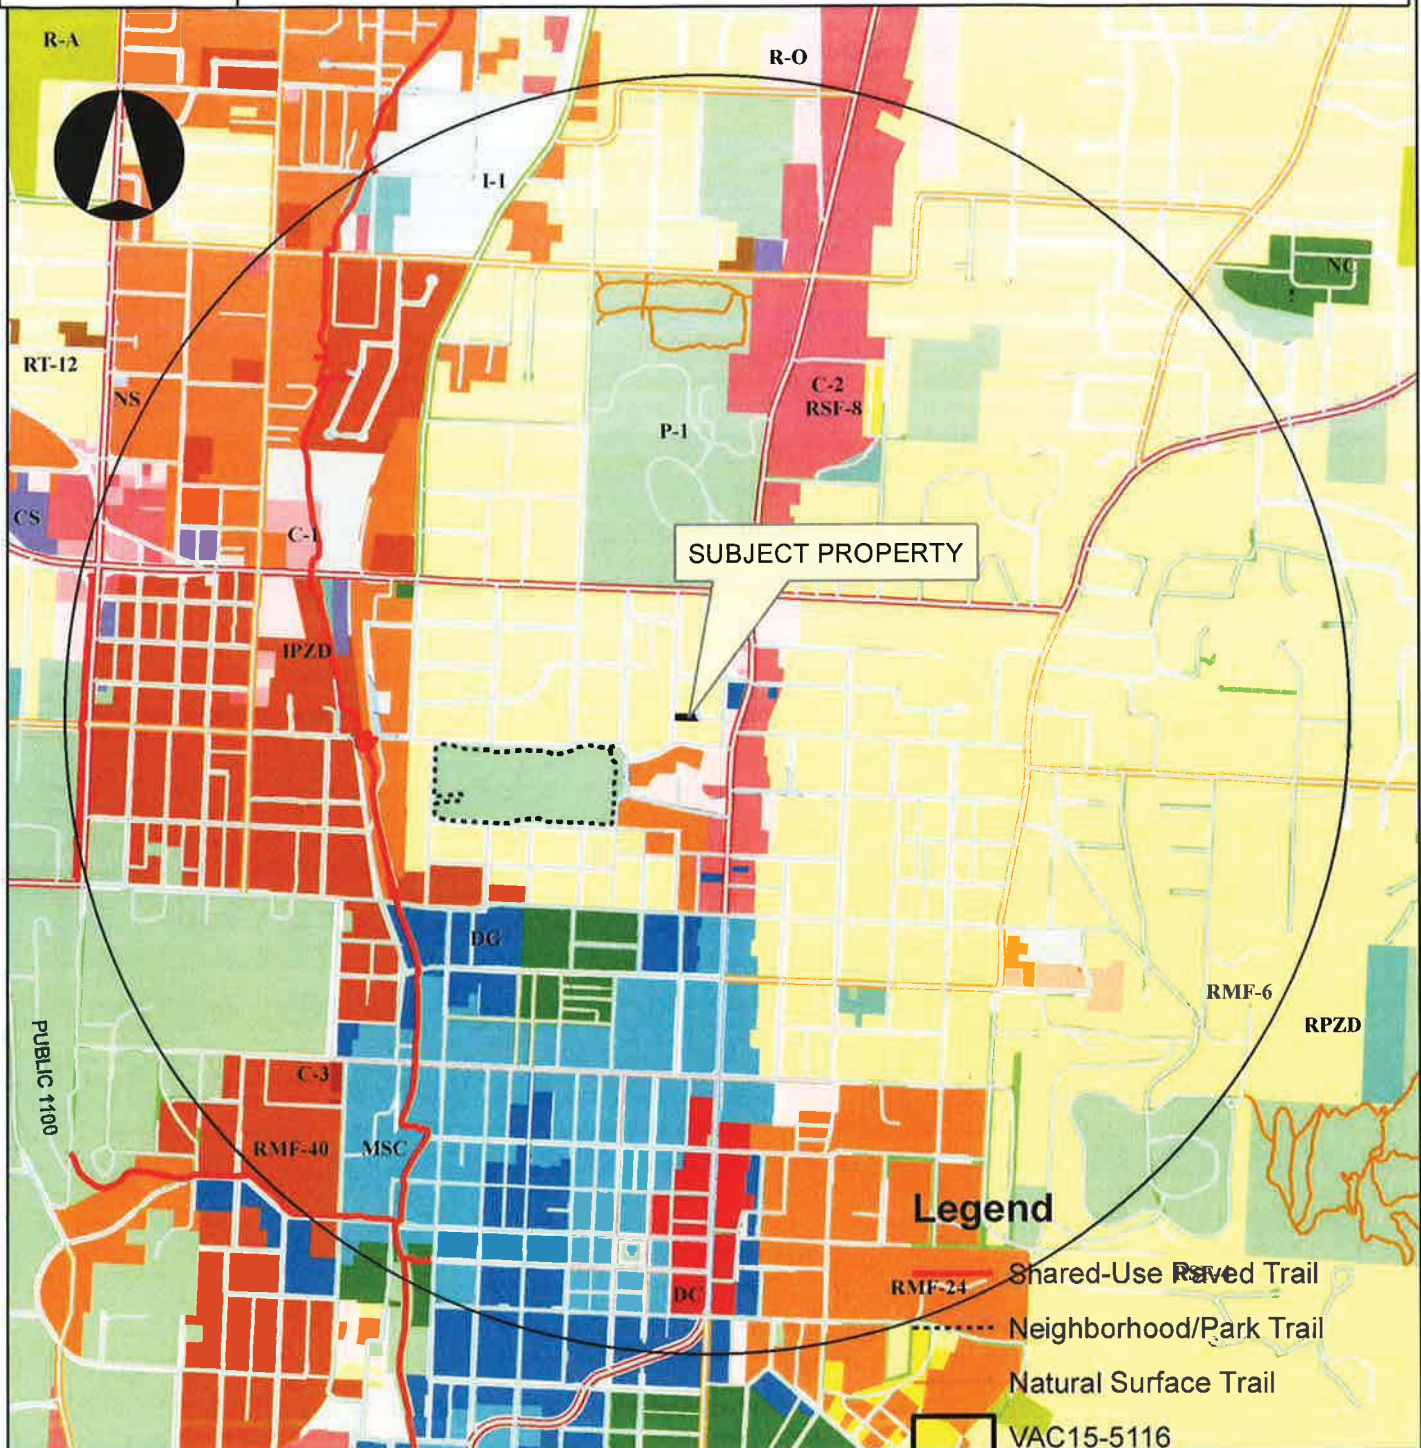 R-A
R-O
I-1
NC
RT-12
NS
C-2
RSF-8
P-1
CS
C-1
SUBJECT PROPERTY
IPZD
DG
RMF-6
RPZD
PUBLIC 1100
C-3
RMF-40
MSC
Legend
RMF-24
DC
Shared-Use Paved Trail
RSF-4
Neighborhood/Park Trail
Natural Surface Trail
VAC15-5116